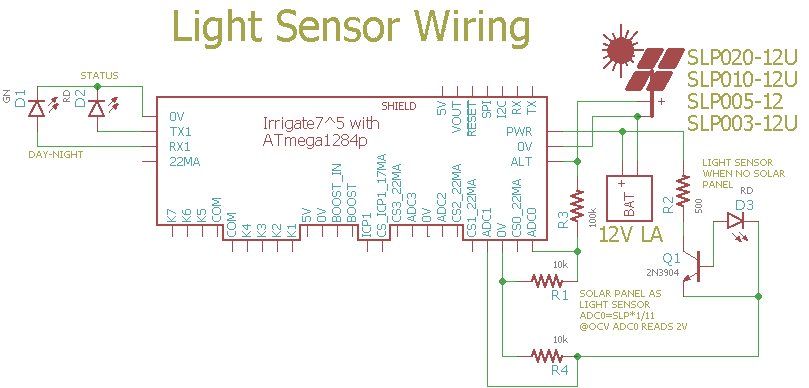 Light Sensor Wiring
SLP020-12U
SLP010-12U
SLP005-12
SLP003-12U
STATUS
GN
D1
RD
D2
DAY-NIGHT
SHIELD
Irrigate7^5 with
ATmega1284p
0V
TX1
RX1
22MA
5V
VOUT
RESET
SPI
I2C
RX
TX
PWR
0V
ALT
K7
K6
K5
COM
COM
K4
K3
K2
K1
5V
0V
BOOST_IN
BOOST
ICP1
CS_ICP1_17MA
CS3_22MA
ADC3
0V
ADC2
CS2_22MA
CS1_22MA
ADC1
0V
CS0_22MA
ADC0
+
+
BAT
12V LA
R3
100k
R2
500
LIGHT SENSOR
WHEN NO SOLAR
PANEL
RD
D3
Q1
2N3904
10k
R1
SOLAR PANEL AS
LIGHT SENSOR
ADC0=SLP*1/11
@OCV ADC0 READS 2V
10k
R4